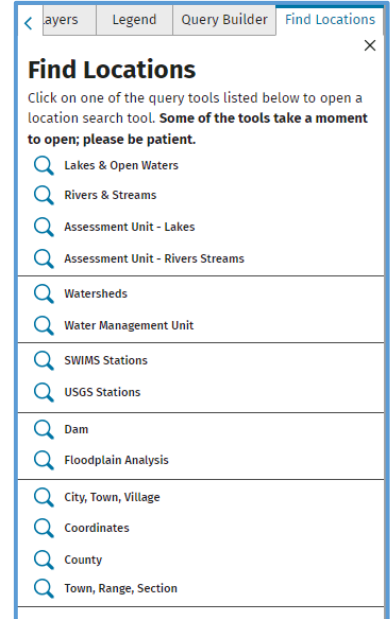 ayers Legend Query Builder Find Locations
Find Locations
Click on one of the query tools listed below to open a
location search tool. Some of the tools take a moment
to open; please be patient.
Lakes & Open Waters
Rivers & Streams
Assessment Unit - Lakes
Assessment Unit - Rivers Streams
Watersheds
Water Management Unit
SWIMS Stations
USGS Stations
Dam
Floodplain Analysis
City, Town, Village
Coordinates
County
Town, Range, Section